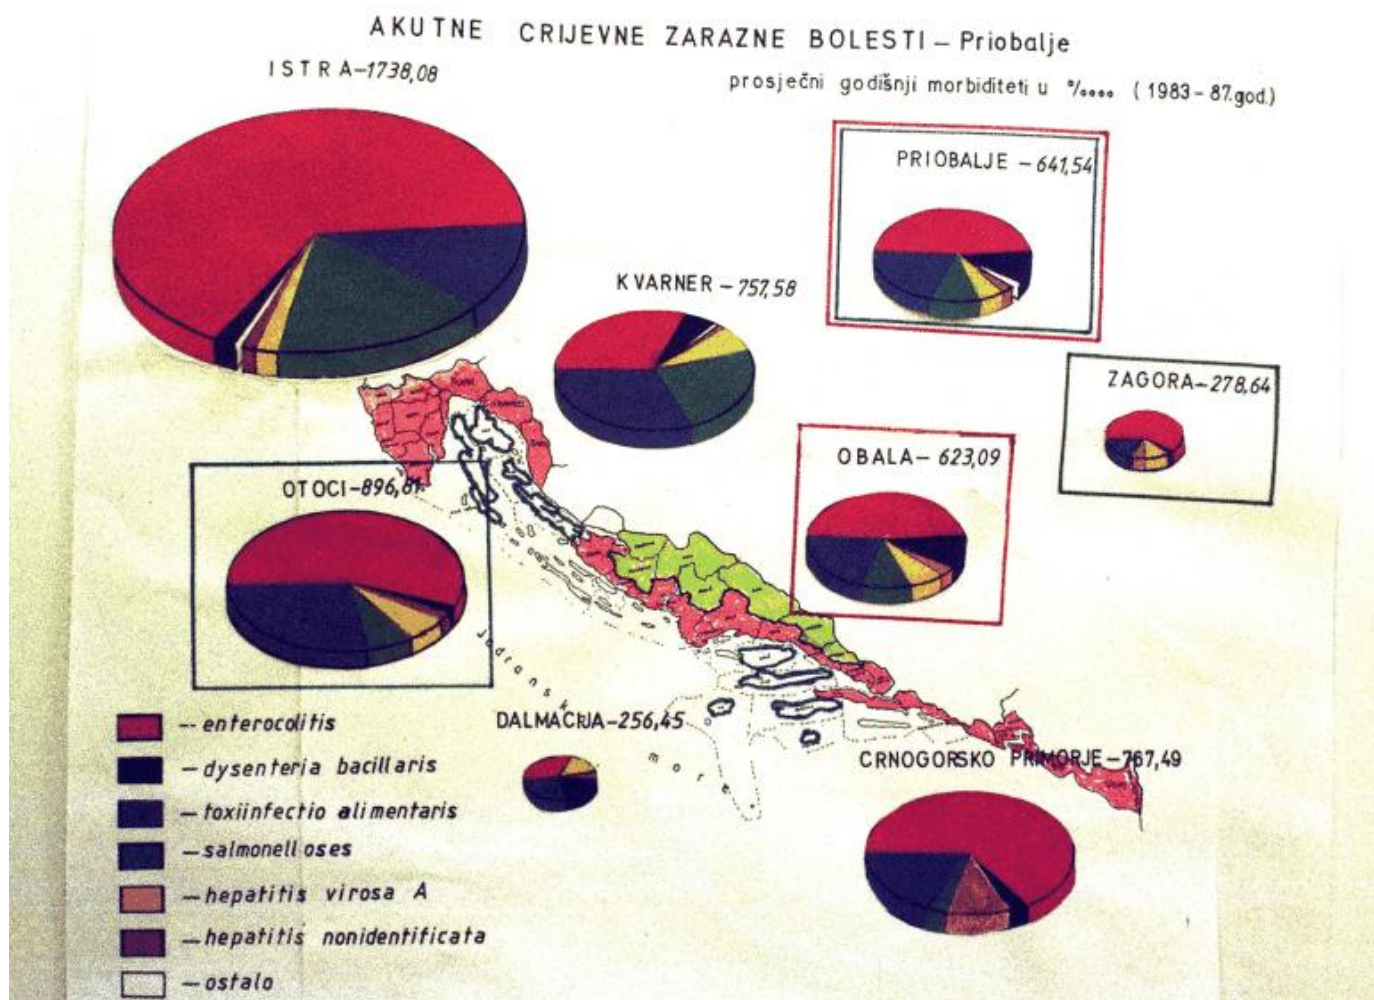 AKUTNE CRIJEVNE ZARAZNE BOLESTI – Priobalje
prosječni godišnji morbiditeti u °/०००० (1983-87.god.)
ISTRA-1738,08
PRIOBALJE - 641,54
KVARNER - 757,58
ZAGORA-278,64
OBALA- 623,09
OTOCI-896,81
Jadransk
more
DALMACIJA-256,45
CRNOGORSKO PRIMORJE-767,49
-- enterocolitis
- dysenteria bacillaris
- toxiinfectio alimentaris
- salmonelloses
- hepatitis virosa A
- hepatitis nonidentificata
- ostalo